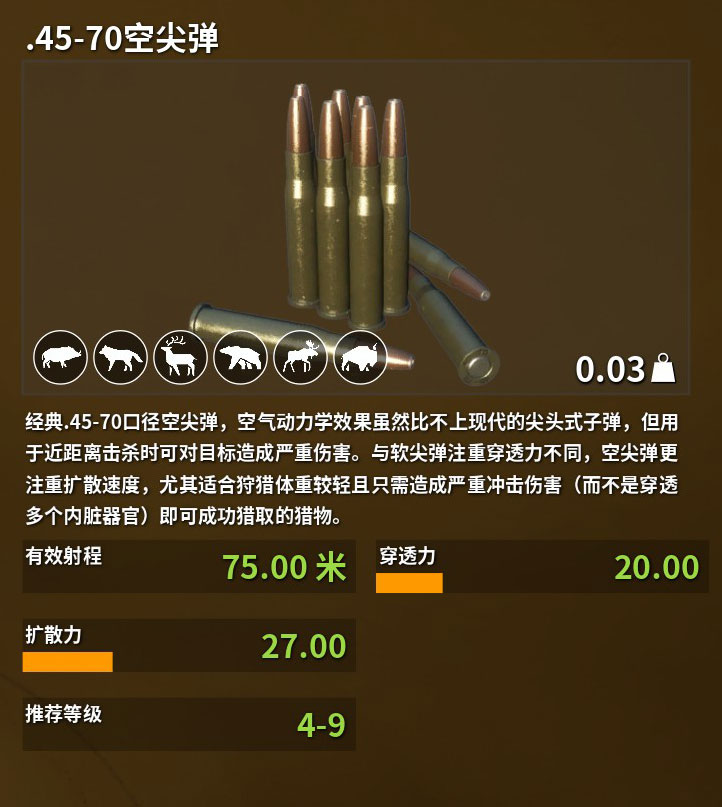 .45-70空尖弹
0.03
经典.45-70口径空尖弹，空气动力学效果虽然比不上现代的尖头式子弹，但用
于近距离击杀时可对目标造成严重伤害。与软尖弹注重穿透力不同，空尖弹更
注重扩散速度，尤其适合狩猎体重较轻且只需造成严重冲击伤害（而不是穿透
多个内脏器官）即可成功猎取的猎物。
有效射程 75.00 米
穿透力 20.00
扩散力 27.00
推荐等级 4-9